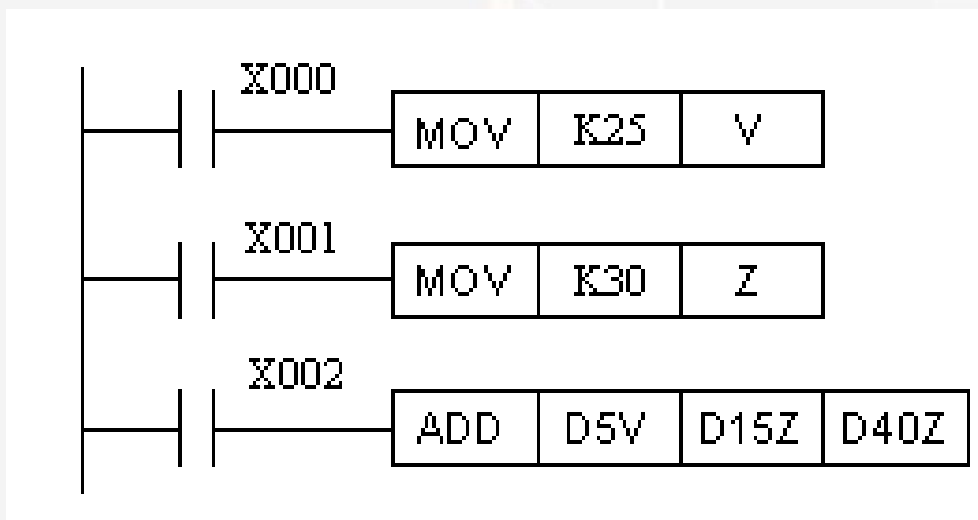 X000
MOV K25 V
X001
MOV K30 Z
X002
ADD D5V D15Z D40Z